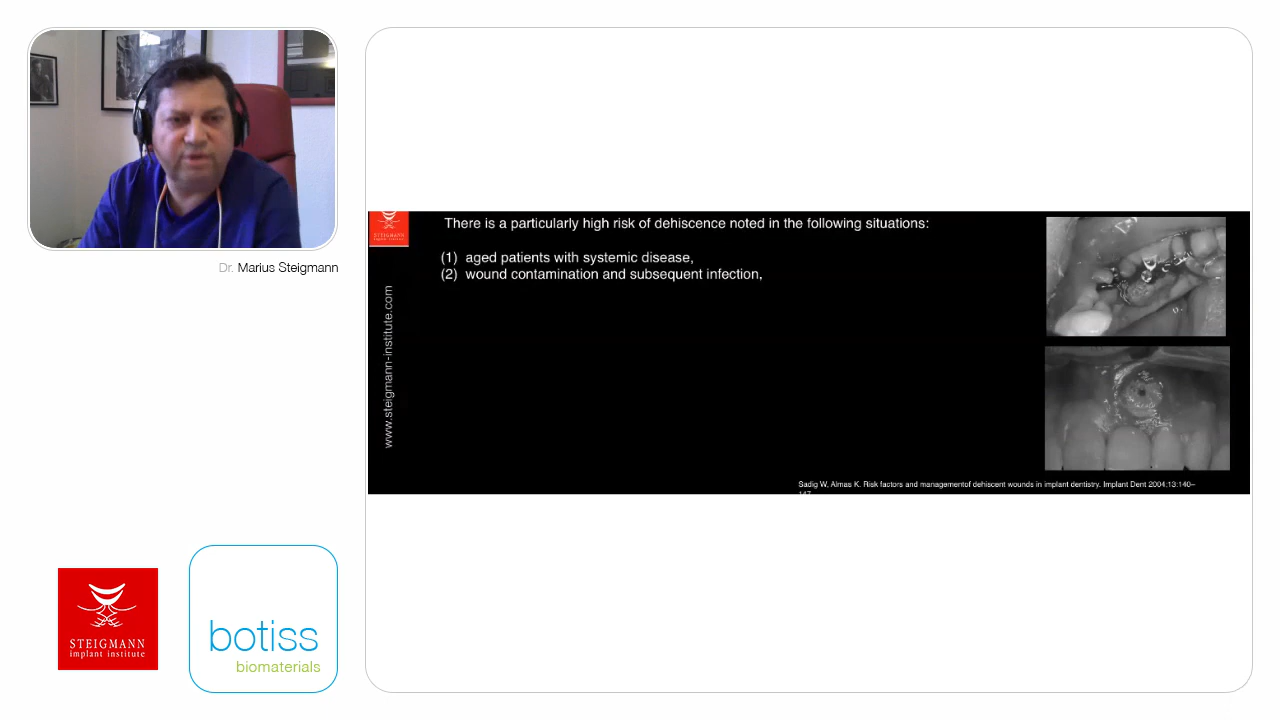 Dr. Marius Steigmann
STEIGMANN
implant institute
botiss
biomaterials
www.steigmann-institute.com
There is a particularly high risk of dehiscence noted in the following situations:
(1) aged patients with systemic disease,
(2) wound contamination and subsequent infection,
Sadig W, Almas K. Risk factors and managementof dehiscent wounds in implant dentistry. Implant Dent 2004;13:140–
147